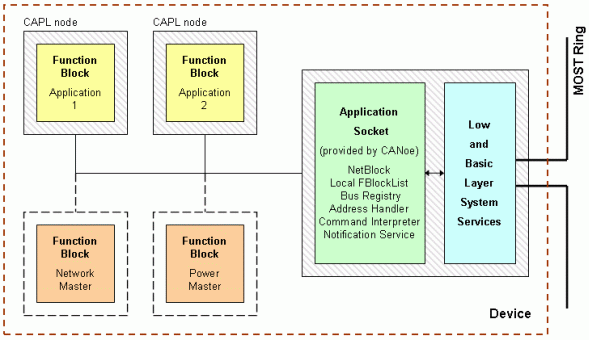 CAPL node
CAPL node
Function
Block
Application
1
Function
Block
Application
2
Application
Socket
(provided by CANoe)
NetBlock
Local FBlockList
Bus Registry
Address Handler
Command Interpreter
Notification Service
Low
and
Basic
Layer
System
Services
MOST Ring
Function
Block
Network
Master
Function
Block
Power
Master
Device